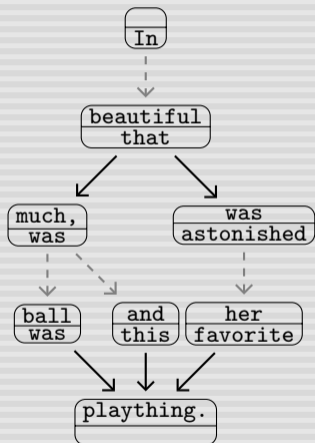 In
beautiful
that
much,
was
was
astonished
ball
was
and
this
her
favorite
plaything.